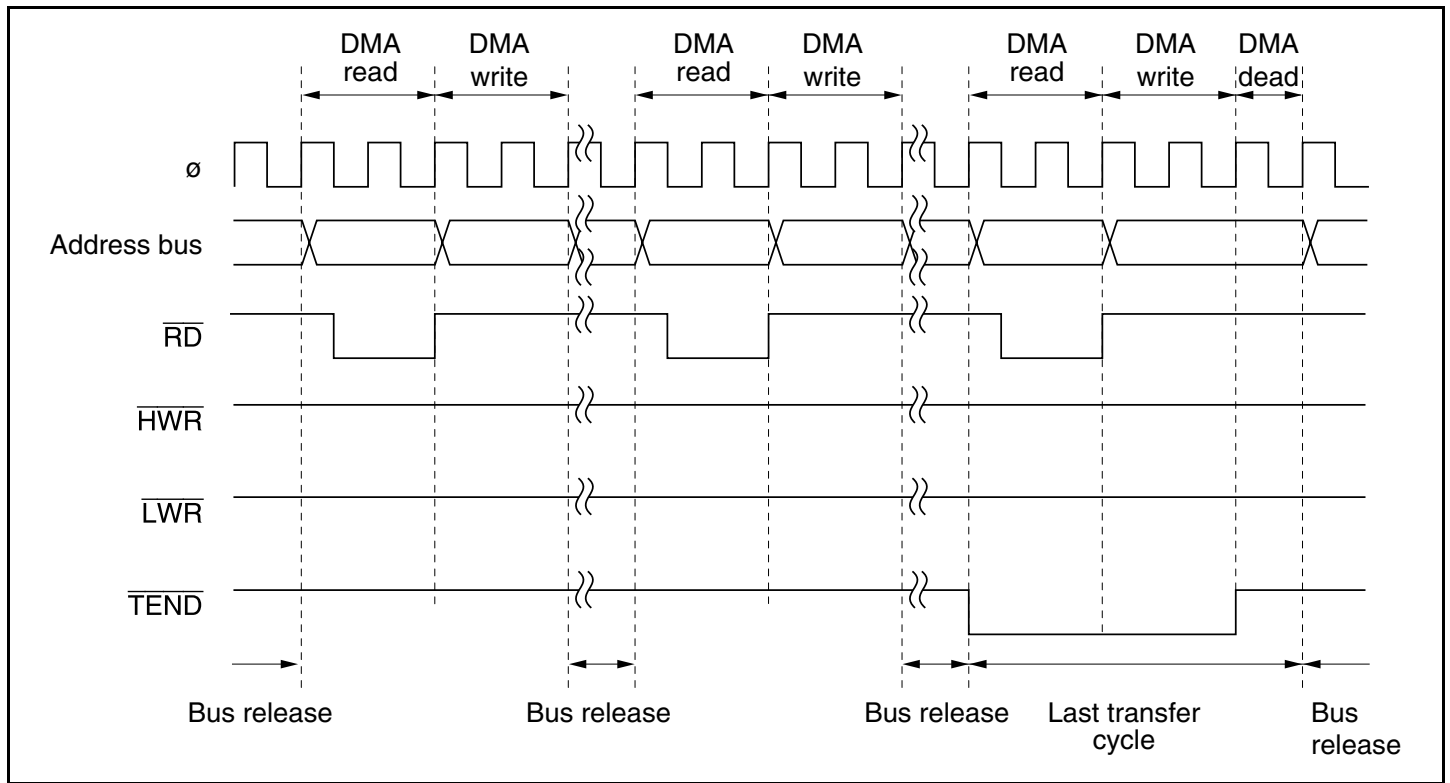 DMA read
DMA write
DMA read
DMA write
DMA read
DMA write
DMA dead
ø
Address bus
RD
HWR
LWR
TEND
Bus release
Bus release
Bus release
Last transfer cycle
Bus release